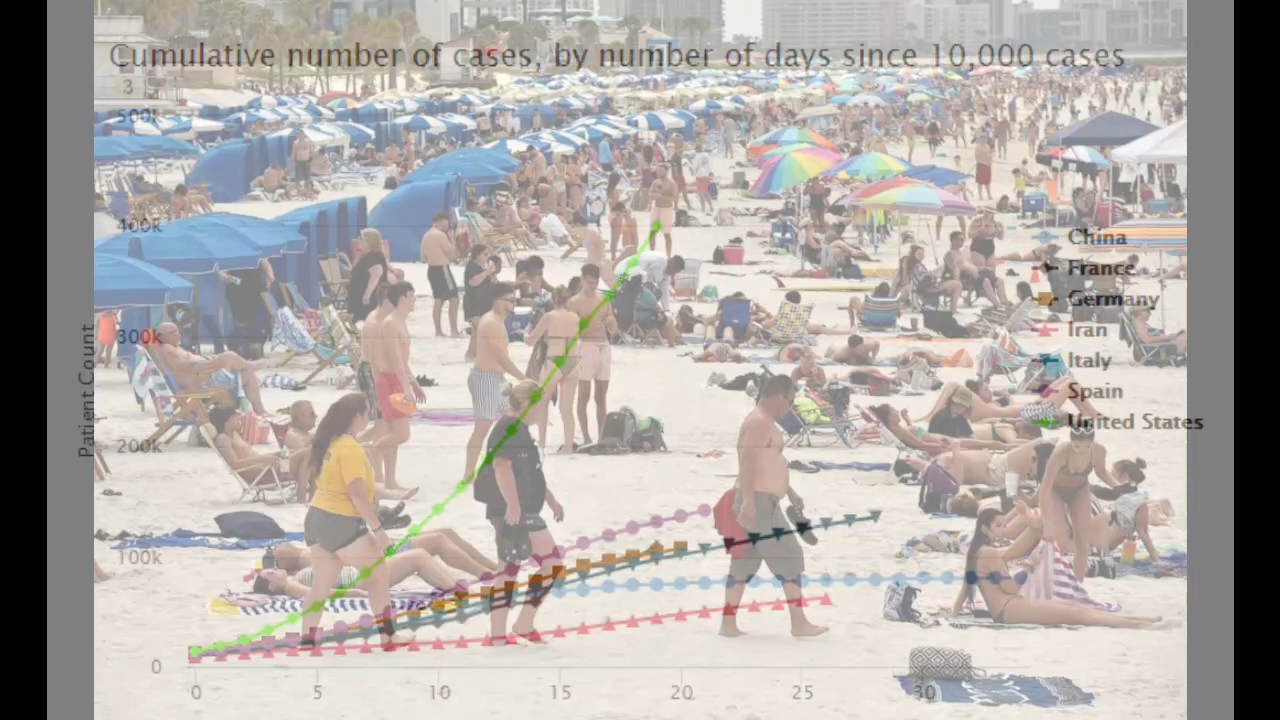 Cumulative number of cases, by number of days since 10,000 cases
3
500k
400k
300k
200k
100k
0
Patient Count
0 5 10 15 20 25 30
China
France
Germany
Iran
Italy
Spain
United States